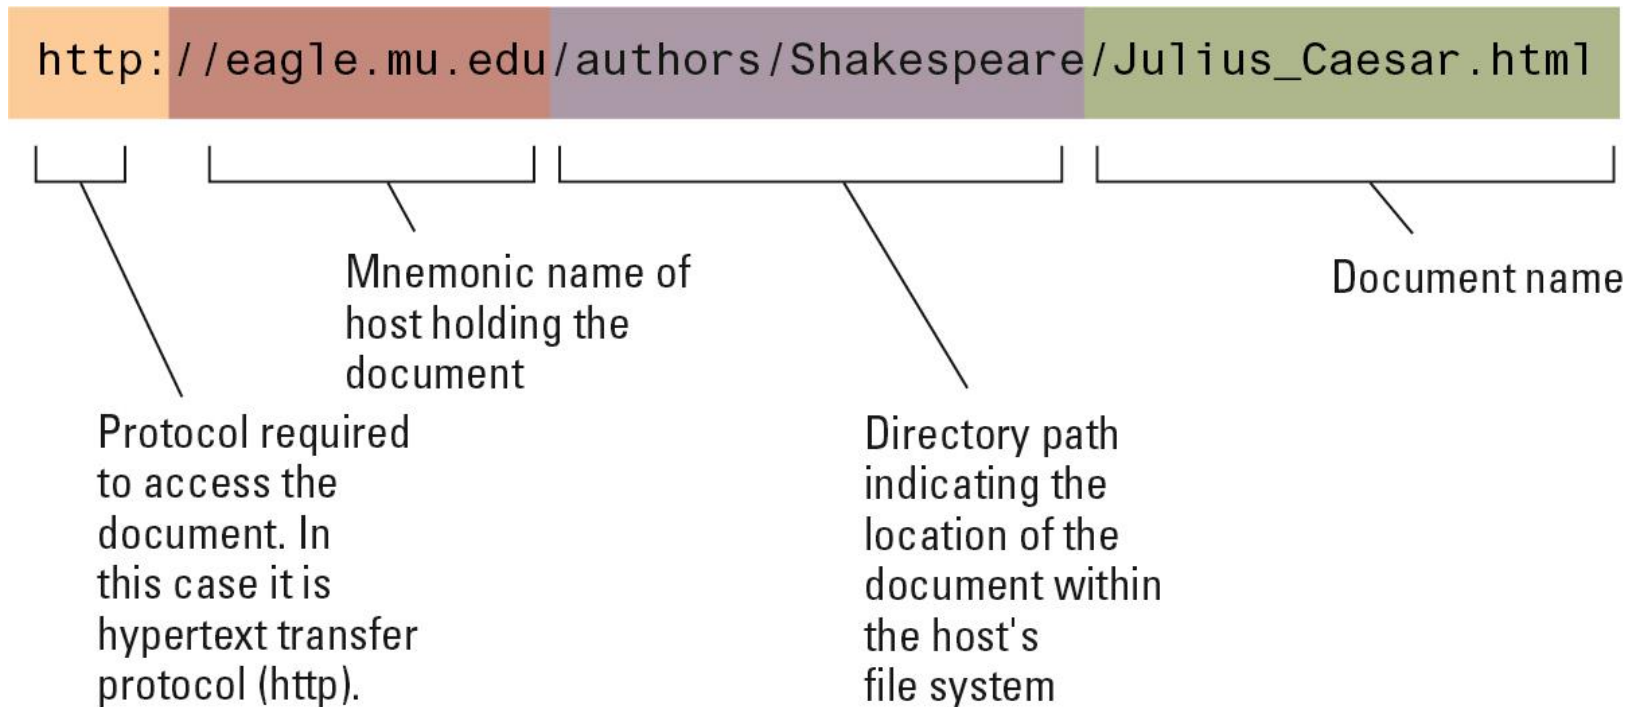 http://eagle.mu.edu/authors/Shakespeare/Julius_Caesar.html
Mnemonic name of
host holding the
document
Document name
Protocol required
to access the
document. In
this case it is
hypertext transfer
protocol (http).
Directory path
indicating the
location of the
document within
the host's
file system